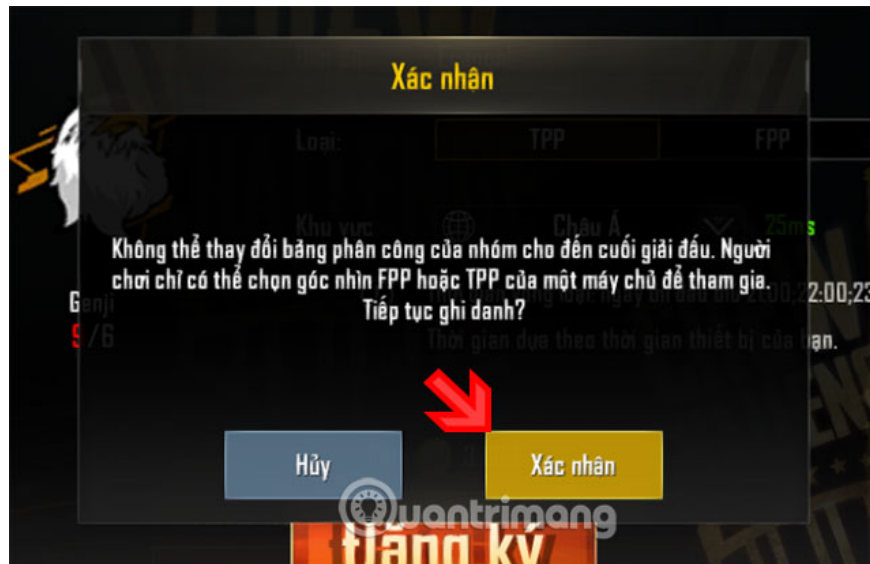 Xác nhận
Loại:
TPP
FPP
Khu vực
Châu Á
25ms
Không thể thay đổi bảng phân công của nhóm cho đến cuối giải đấu. Người
chơi chỉ có thể chọn góc nhìn FPP hoặc TPP của một máy chủ để tham gia.
Tiếp tục ghi danh?
Genji
/6
22:00;23
Thời gian dựa theo thời gian thiết bị của bạn.
Hủy
Xác nhận
Quantrimang
Đăng ký